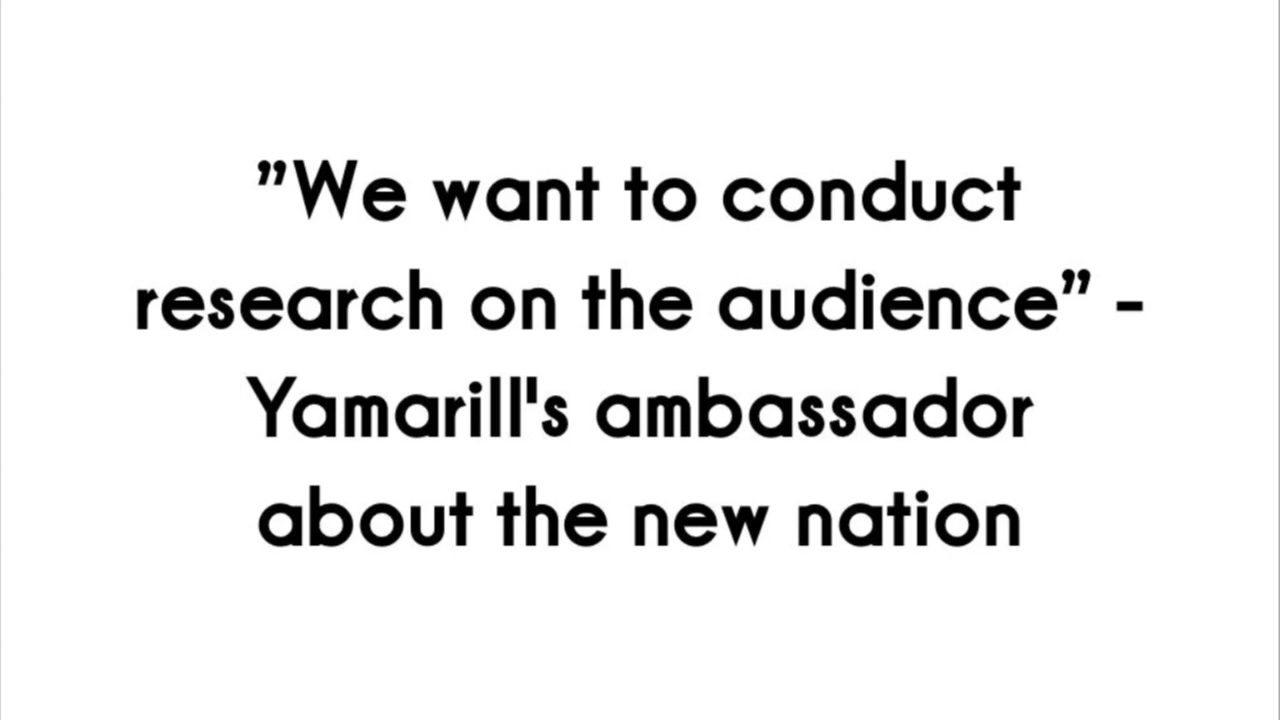 ”We want to conduct
research on the audience” -
Yamarill's ambassador
about the new nation